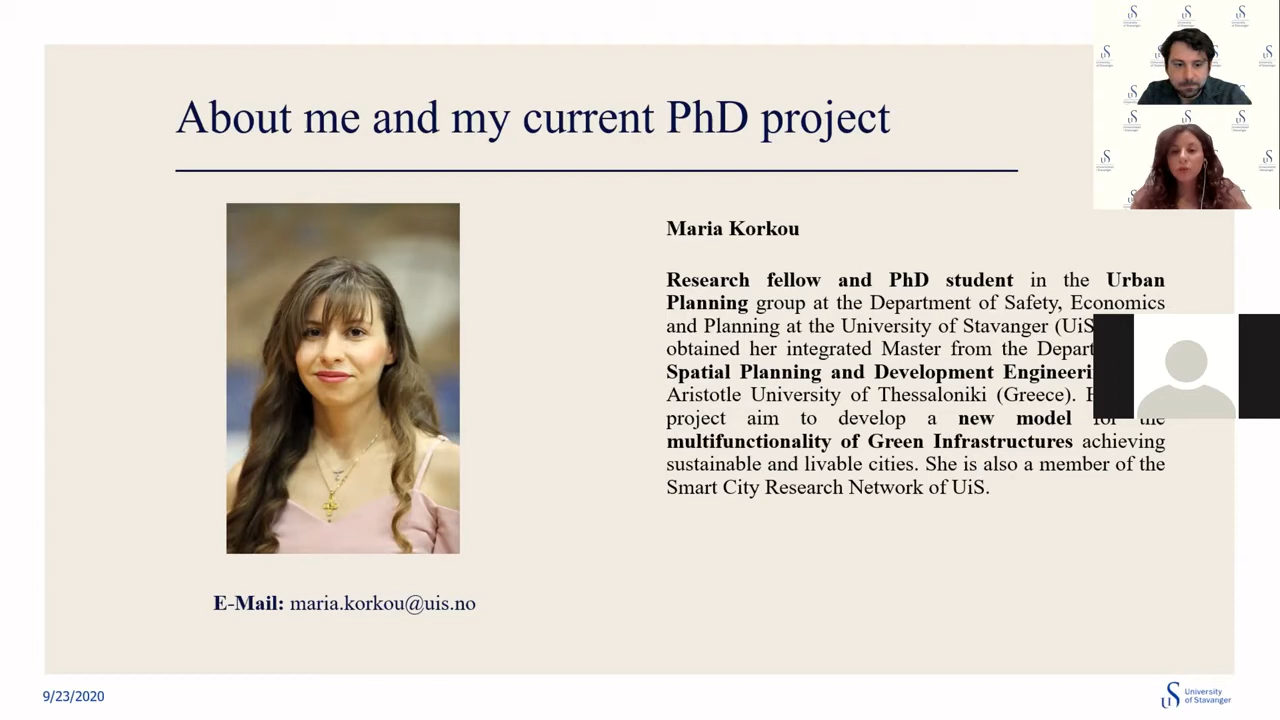 About me and my current PhD project
Maria Korkou
Research fellow and PhD student in the Urban
Planning group at the Department of Safety, Economics
and Planning at the University of Stavanger (UiS
obtained her integrated Master from the Depart
Spatial Planning and Development Engineeri
Aristotle University of Thessaloniki (Greece). H
project aim to develop a new model for the
multifunctionality of Green Infrastructures achieving
sustainable and livable cities. She is also a member of the
Smart City Research Network of UiS.
E-Mail: maria.korkou@uis.no
9/23/2020
University
of Stavanger